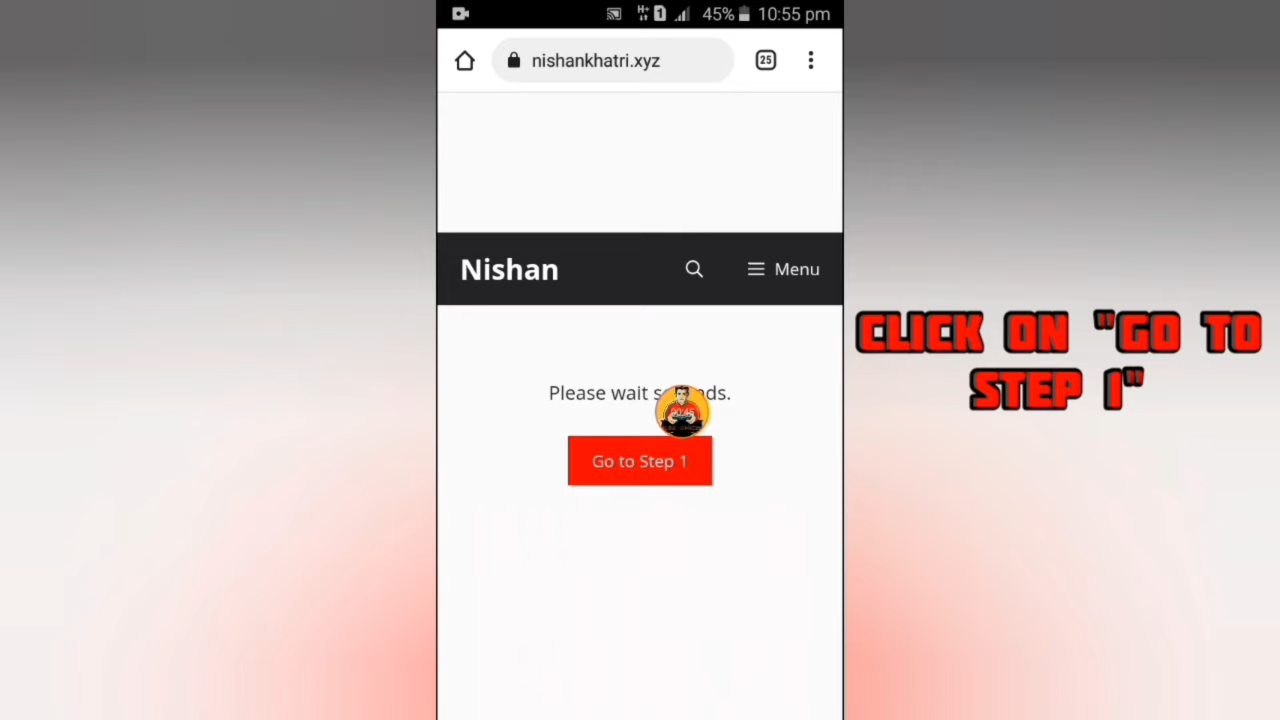 45% 10:55 pm
nishankhatri.xyz 25
Nishan Menu
Please wait
Go to Step 1
CLICK ON "GO TO
STEP 1"